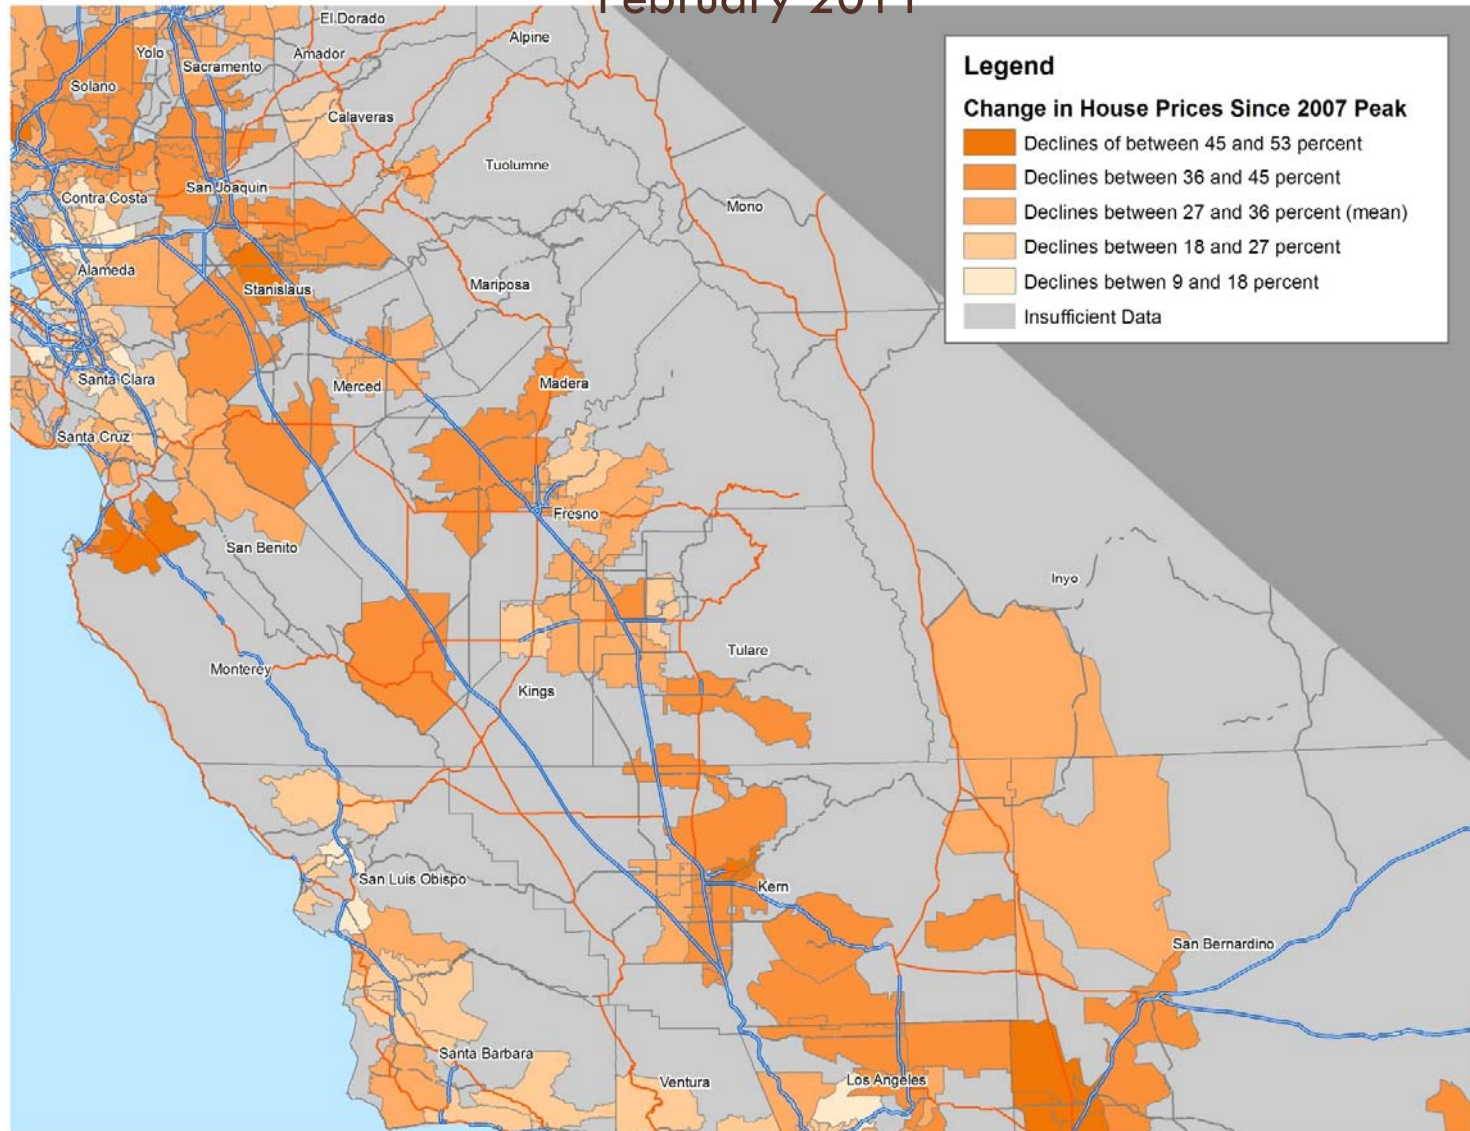 February 2011
El Dorado
Alpine
Yolo
Amador
Sacramento
Solano
Calaveras
Tuolumne
San Joaquin
Contra Costa
Mono
Alameda
Stanislaus
Mariposa
Santa Clara
Merced
Madera
Santa Cruz
Fresno
San Benito
Inyo
Tulare
Monterey
Kings
San Luis Obispo
Kern
San Bernardino
Santa Barbara
Ventura
Los Angeles
Legend
Change in House Prices Since 2007 Peak
Declines of between 45 and 53 percent
Declines between 36 and 45 percent
Declines between 27 and 36 percent (mean)
Declines between 18 and 27 percent
Declines betwen 9 and 18 percent
Insufficient Data